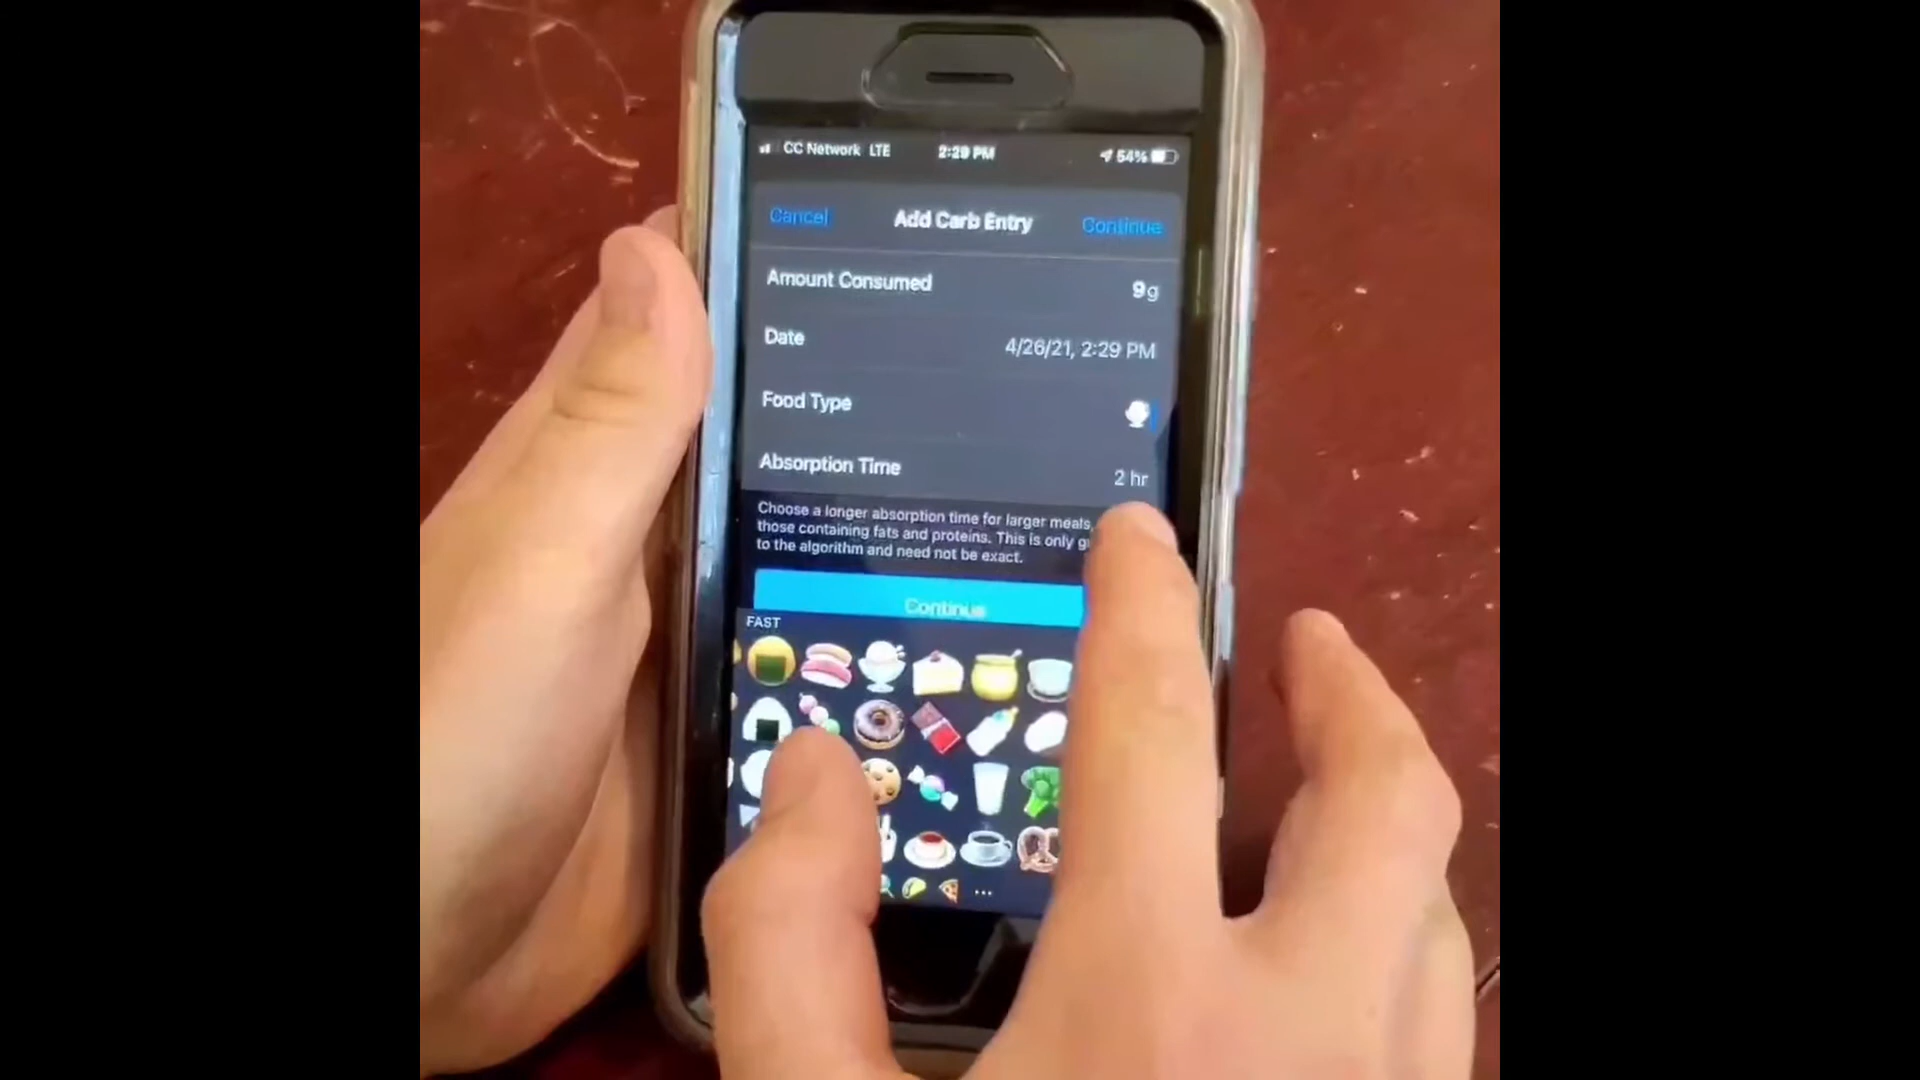 CC Network LTE 2:29 PM 54%
Cancel Add Carb Entry Continue
Amount Consumed 9 g
Date 4/26/21, 2:29 PM
Food Type
Absorption Time 2 hr
Choose a longer absorption time for larger meals,
those containing fats and proteins. This is only
to the algorithm and need not be exact.
Continue
FAST